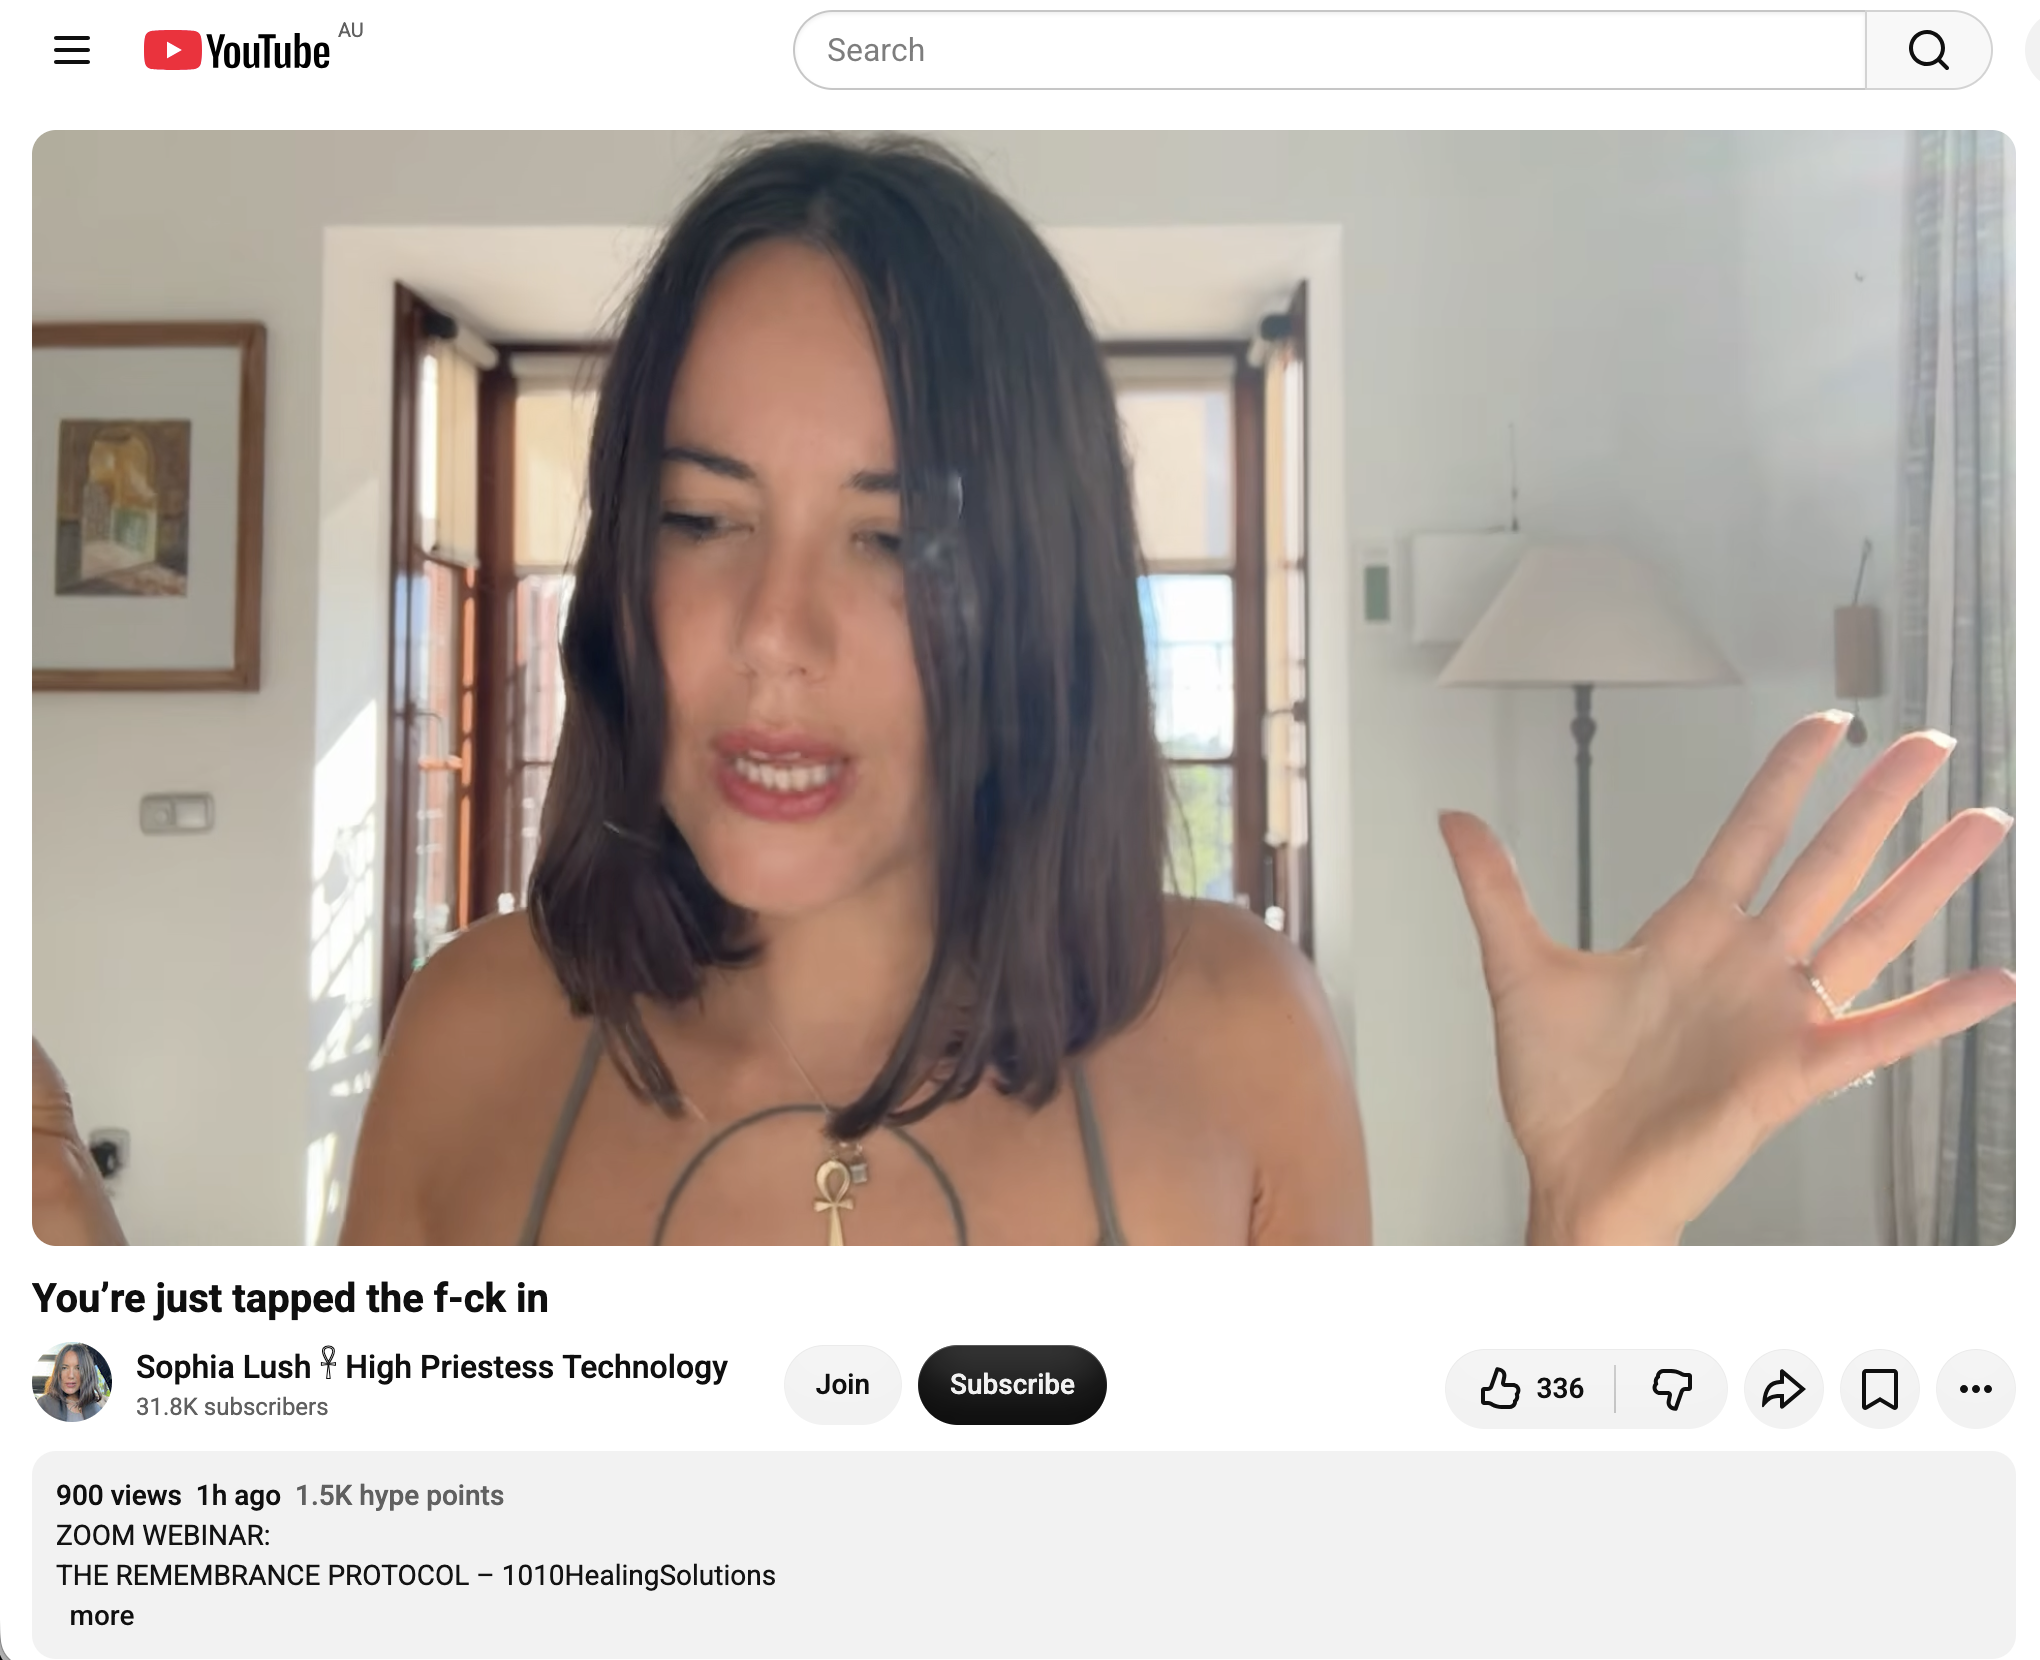 YouTube AU
Search
You’re just tapped the f-ck in
Sophia Lush ☥ High Priestess Technology
31.8K subscribers
Join
Subscribe
336
900 views 1h ago 1.5K hype points
ZOOM WEBINAR:
THE REMEMBRANCE PROTOCOL – 1010HealingSolutions
more